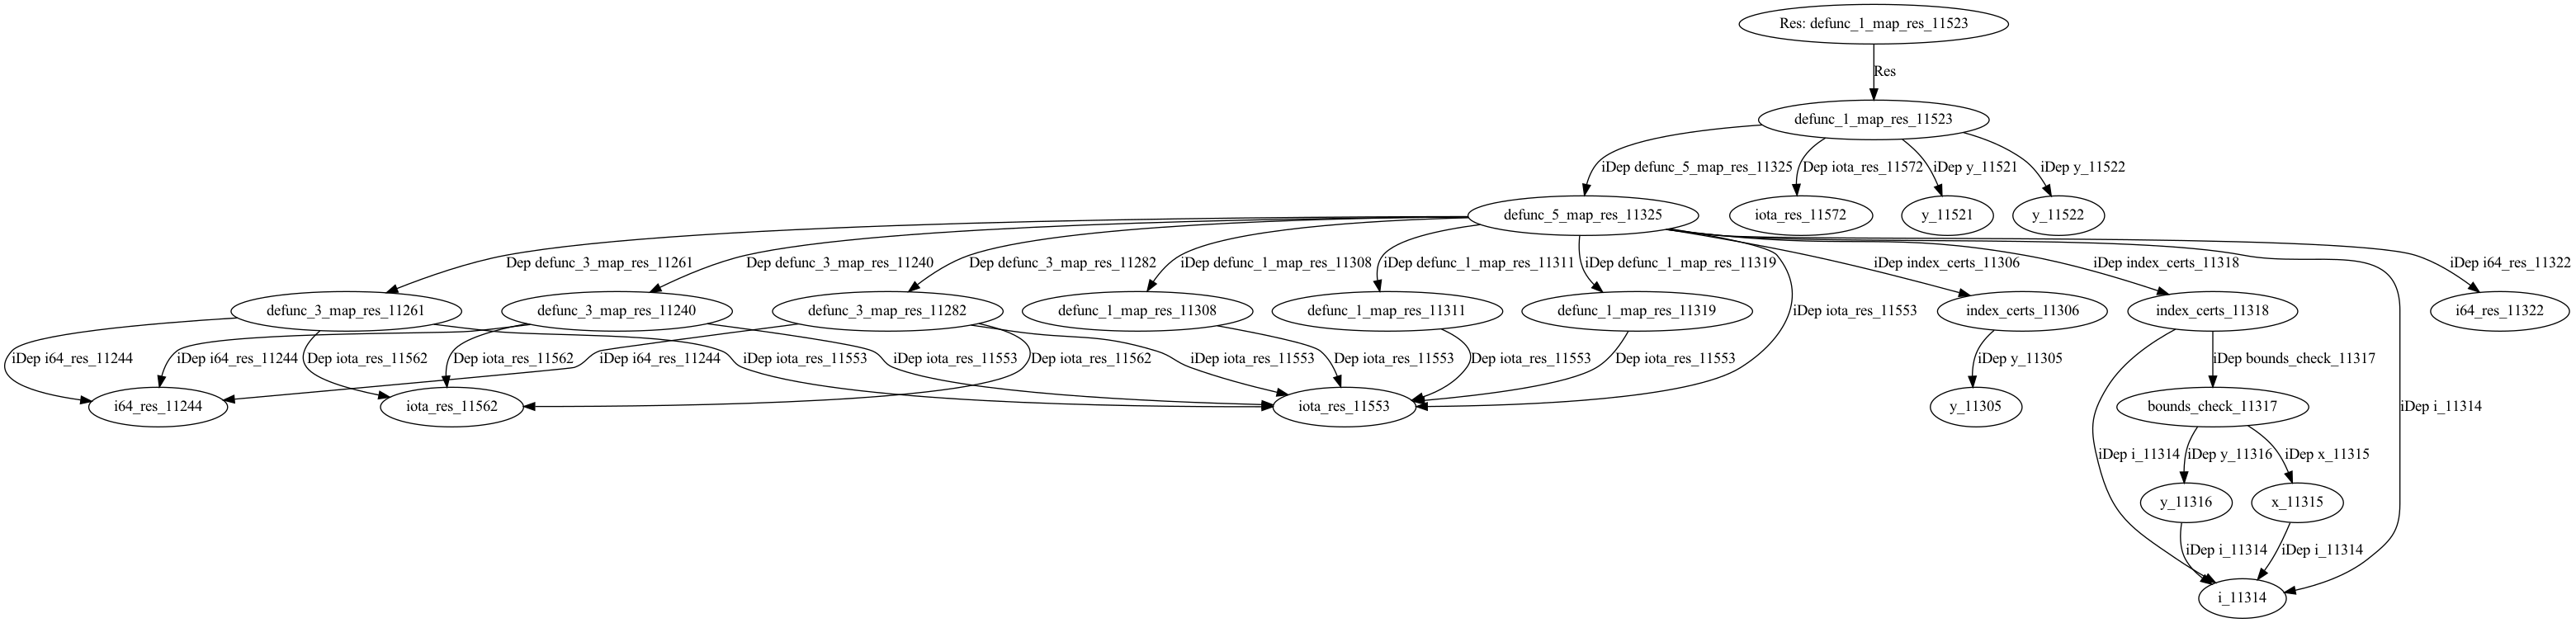 Res: defunc_1_map_res_11523
Res
defunc_1_map_res_11523
iDep defunc_5_map_res_11325
Dep iota_res_11572
iDep y_11521
iDep y_11522
defunc_5_map_res_11325
iota_res_11572
y_11521
y_11522
Dep defunc_3_map_res_11261
Dep defunc_3_map_res_11240
Dep defunc_3_map_res_11282
iDep defunc_1_map_res_11308
iDep defunc_1_map_res_11311
iDep defunc_1_map_res_11319
iDep index_certs_11306
iDep index_certs_11318
iDep i64_res_11322
defunc_3_map_res_11261
defunc_3_map_res_11240
defunc_3_map_res_11282
defunc_1_map_res_11308
defunc_1_map_res_11311
defunc_1_map_res_11319
iDep iota_res_11553
index_certs_11306
index_certs_11318
i64_res_11322
iDep i64_res_11244
iDep i64_res_11244
Dep iota_res_11562
Dep iota_res_11562
iDep i64_res_11244
iDep iota_res_11553
iDep iota_res_11553
Dep iota_res_11562
iDep iota_res_11553
Dep iota_res_11553
Dep iota_res_11553
Dep iota_res_11553
iDep y_11305
iDep bounds_check_11317
i64_res_11244
iota_res_11562
iota_res_11553
y_11305
bounds_check_11317
iDep i_11314
iDep i_11314
iDep y_11316
iDep x_11315
y_11316
x_11315
iDep i_11314
iDep i_11314
i_11314